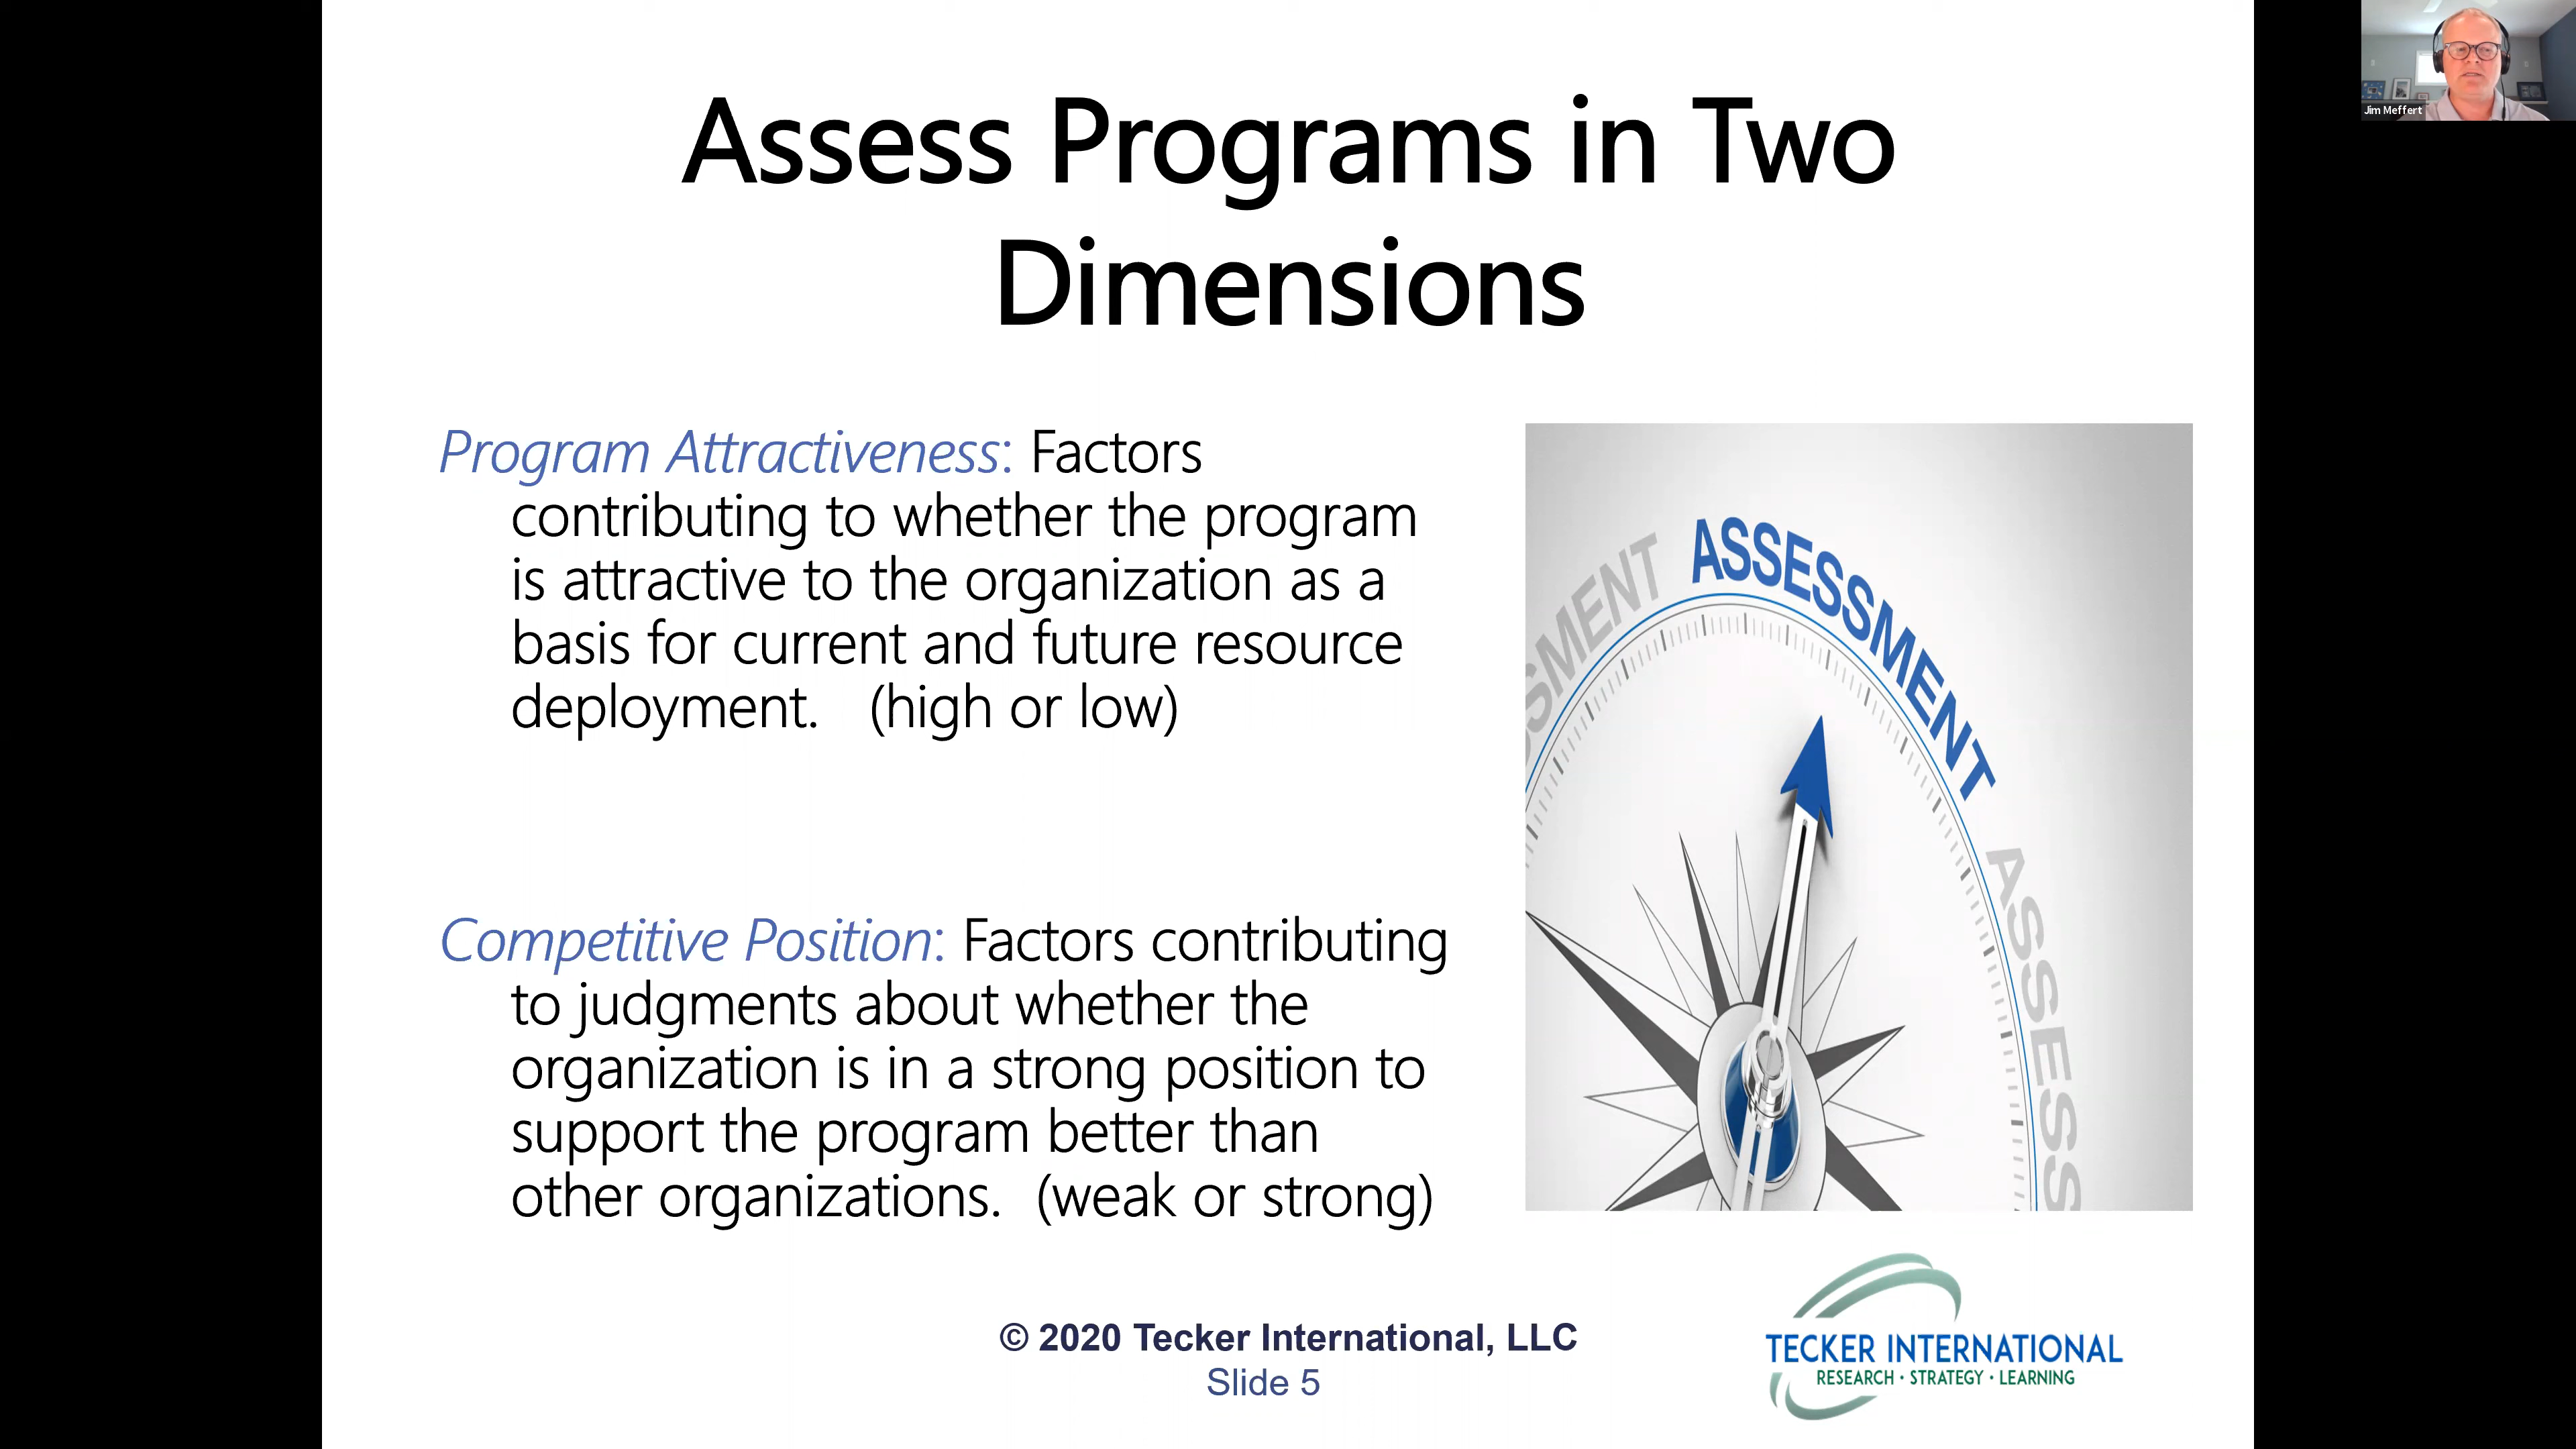 Assess Programs in Two
Dimensions
Program Attractiveness: Factors
contributing to whether the program
is attractive to the organization as a
basis for current and future resource
deployment. (high or low)
Competitive Position: Factors contributing
to judgments about whether the
organization is in a strong position to
support the program better than
other organizations. (weak or strong)
SMENT
ASSESSMENT
ASSESS
© 2020 Tecker International, LLC
Slide 5
TECKER INTERNATIONAL
RESEARCH · STRATEGY · LEARNING
Jim Meffert